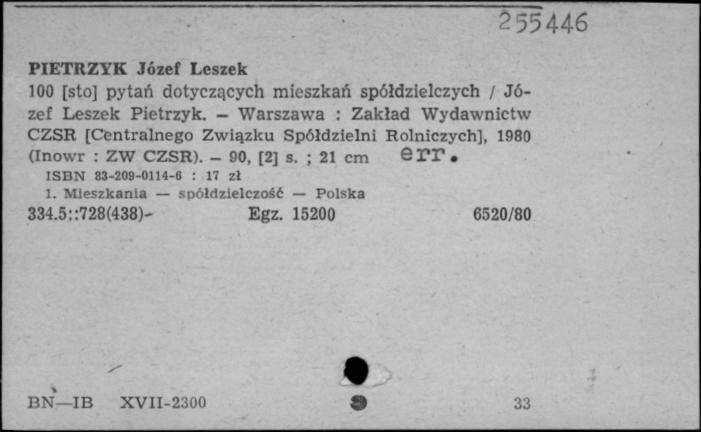 255446
PIETRZYK Józef Leszek
100 [sto] pytań dotyczących mieszkań spółdzielczych / Jó-
zef Leszek Pietrzyk. — Warszawa : Zakład Wydawnictw
CZSR [Centralnego Związku Spółdzielni Rolniczych], 1980
(Inowr : ZW CZSR). — 90, [2] s. ; 21 cm err.
ISBN 83-209-0114-6 : 17 zł
1. Mieszkania — spółdzielczość — Polska
334.5::728(438)- Egz. 15200 6520/80
BN—IB XVII-2300 33